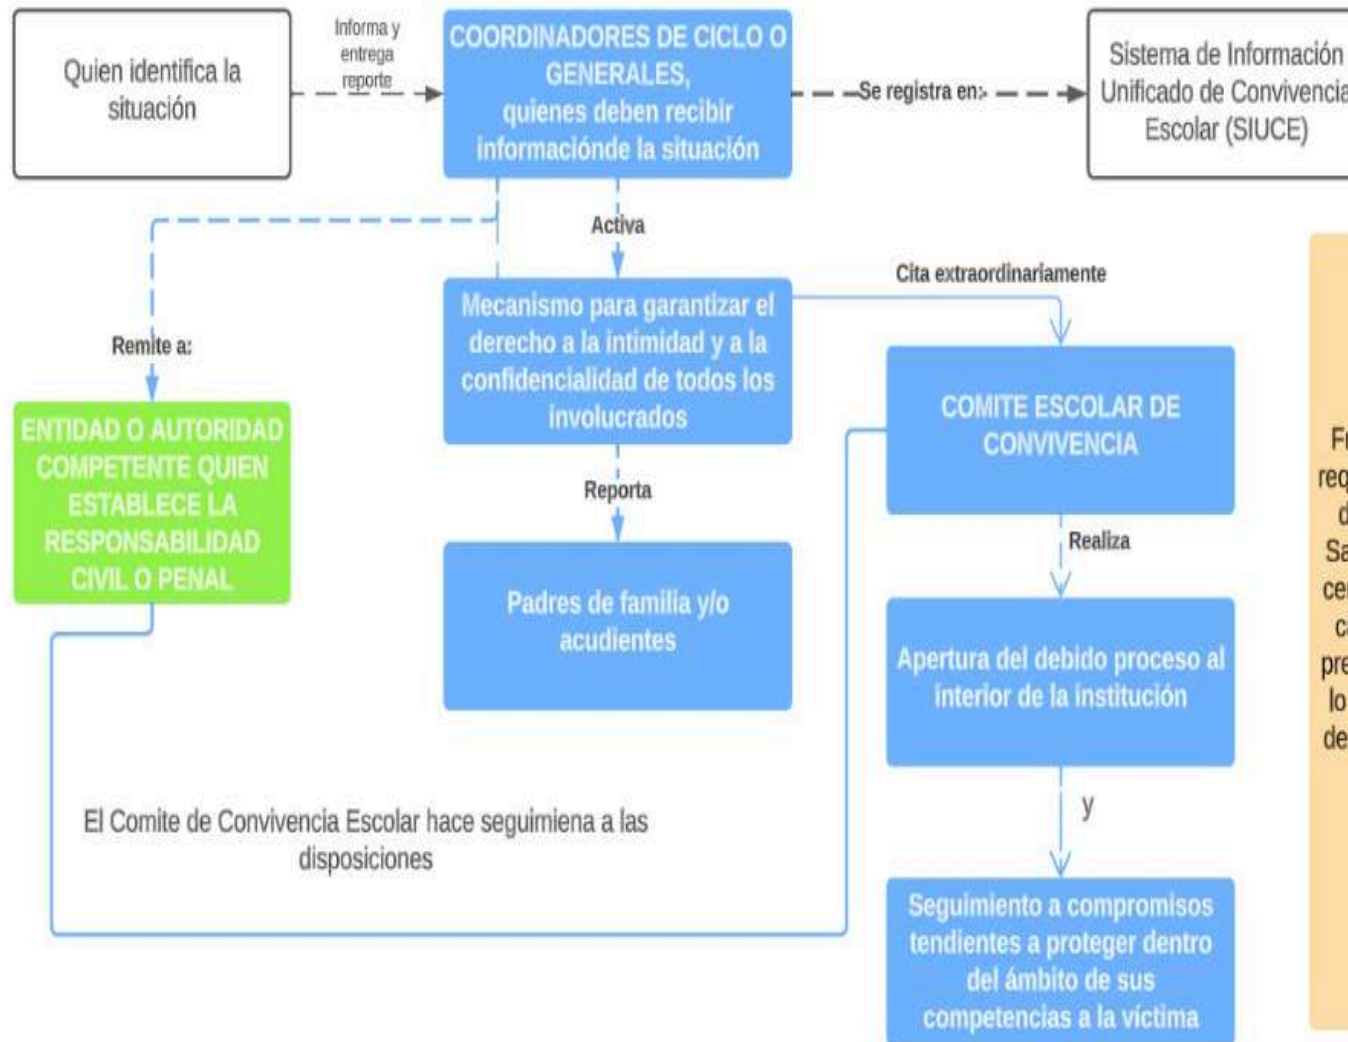 Quien identifica la
situación
Informa y
entrega
reporte
COORDINADORES DE CICLO O
GENERALES,
quienes deben recibir
informaciónde la situación
Se registra en:
Sistema de Información
Unificado de Convivencia
Escolar (SIUCE)
Activa
Cita extraordinariamente
Remite a:
Mecanismo para garantizar el
derecho a la intimidad y a la
confidencialidad de todos los
involucrados
COMITE ESCOLAR DE
CONVIVENCIA
ENTIDAD O AUTORIDAD
COMPETENTE QUIEN
ESTABLECE LA
RESPONSABILIDAD
CIVIL O PENAL
Reporta
Realiza
Padres de familia y/o
acudientes
Apertura del debido proceso al
interior de la institución
y
El Comite de Convivencia Escolar hace seguimiena a las
disposiciones
Seguimiento a compromisos
tendientes a proteger dentro
del ámbito de sus
competencias a la víctima